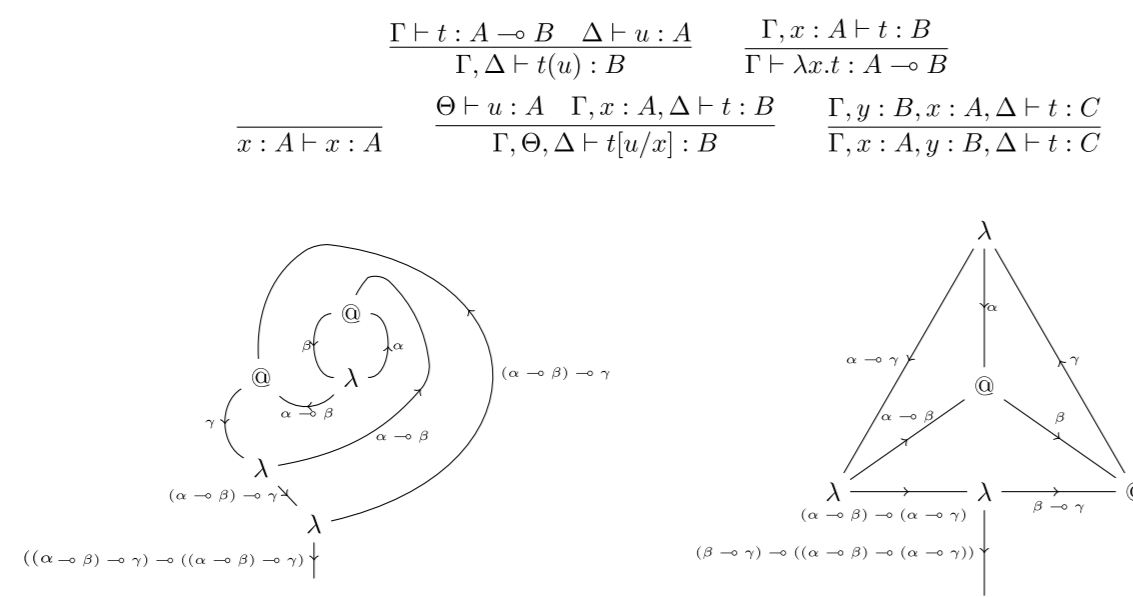 Γ ⊢ t : A ⊸ B    Δ ⊢ u : A
Γ, Δ ⊢ t(u) : B
Γ, x : A ⊢ t : B
Γ ⊢ λx.t : A ⊸ B
x : A ⊢ x : A
Θ ⊢ u : A    Γ, x : A, Δ ⊢ t : B
Γ, Θ, Δ ⊢ t[u/x] : B
Γ, y : B, x : A, Δ ⊢ t : C
Γ, x : A, y : B, Δ ⊢ t : C
@
β
α
@
λ
α ⊸ β
(α ⊸ β) ⊸ γ
γ
α ⊸ β
λ
(α ⊸ β) ⊸ γ
λ
((α ⊸ β) ⊸ γ) ⊸ ((α ⊸ β) ⊸ γ)
λ
α
α ⊸ γ
γ
@
α ⊸ β
β
λ
λ
(α ⊸ β) ⊸ (α ⊸ γ)
β ⊸ γ
(β ⊸ γ) ⊸ ((α ⊸ β) ⊸ (α ⊸ γ))